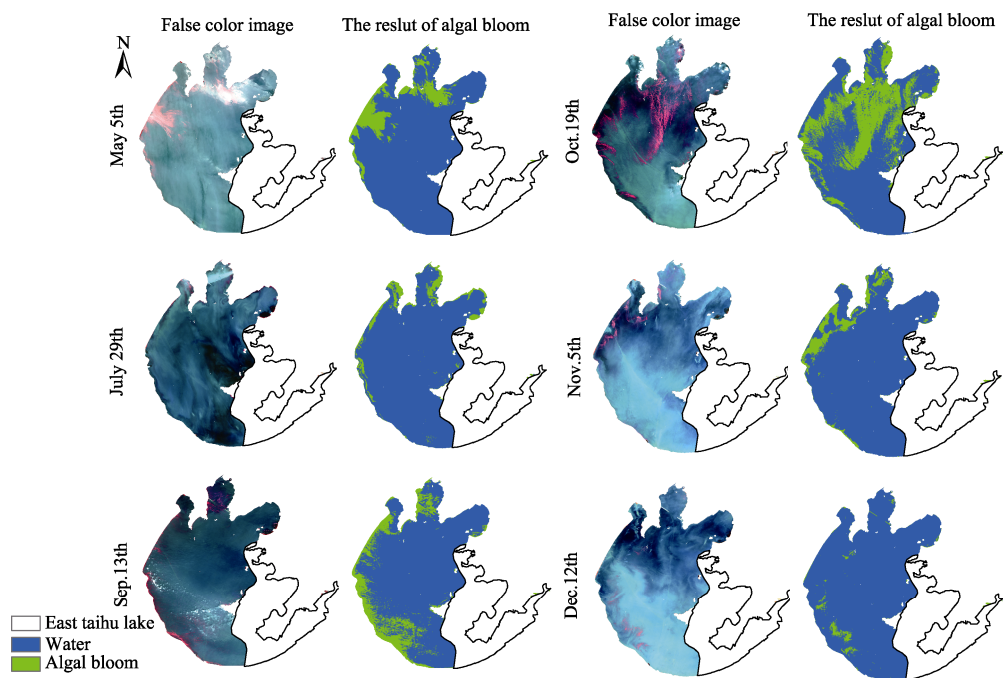 False color image
The reslut of algal bloom
False color image
The reslut of algal bloom
N
May 5th
Oct.19th
July 29th
Nov.5th
Sep.13th
Dec.12th
East taihu lake
Water
Algal bloom